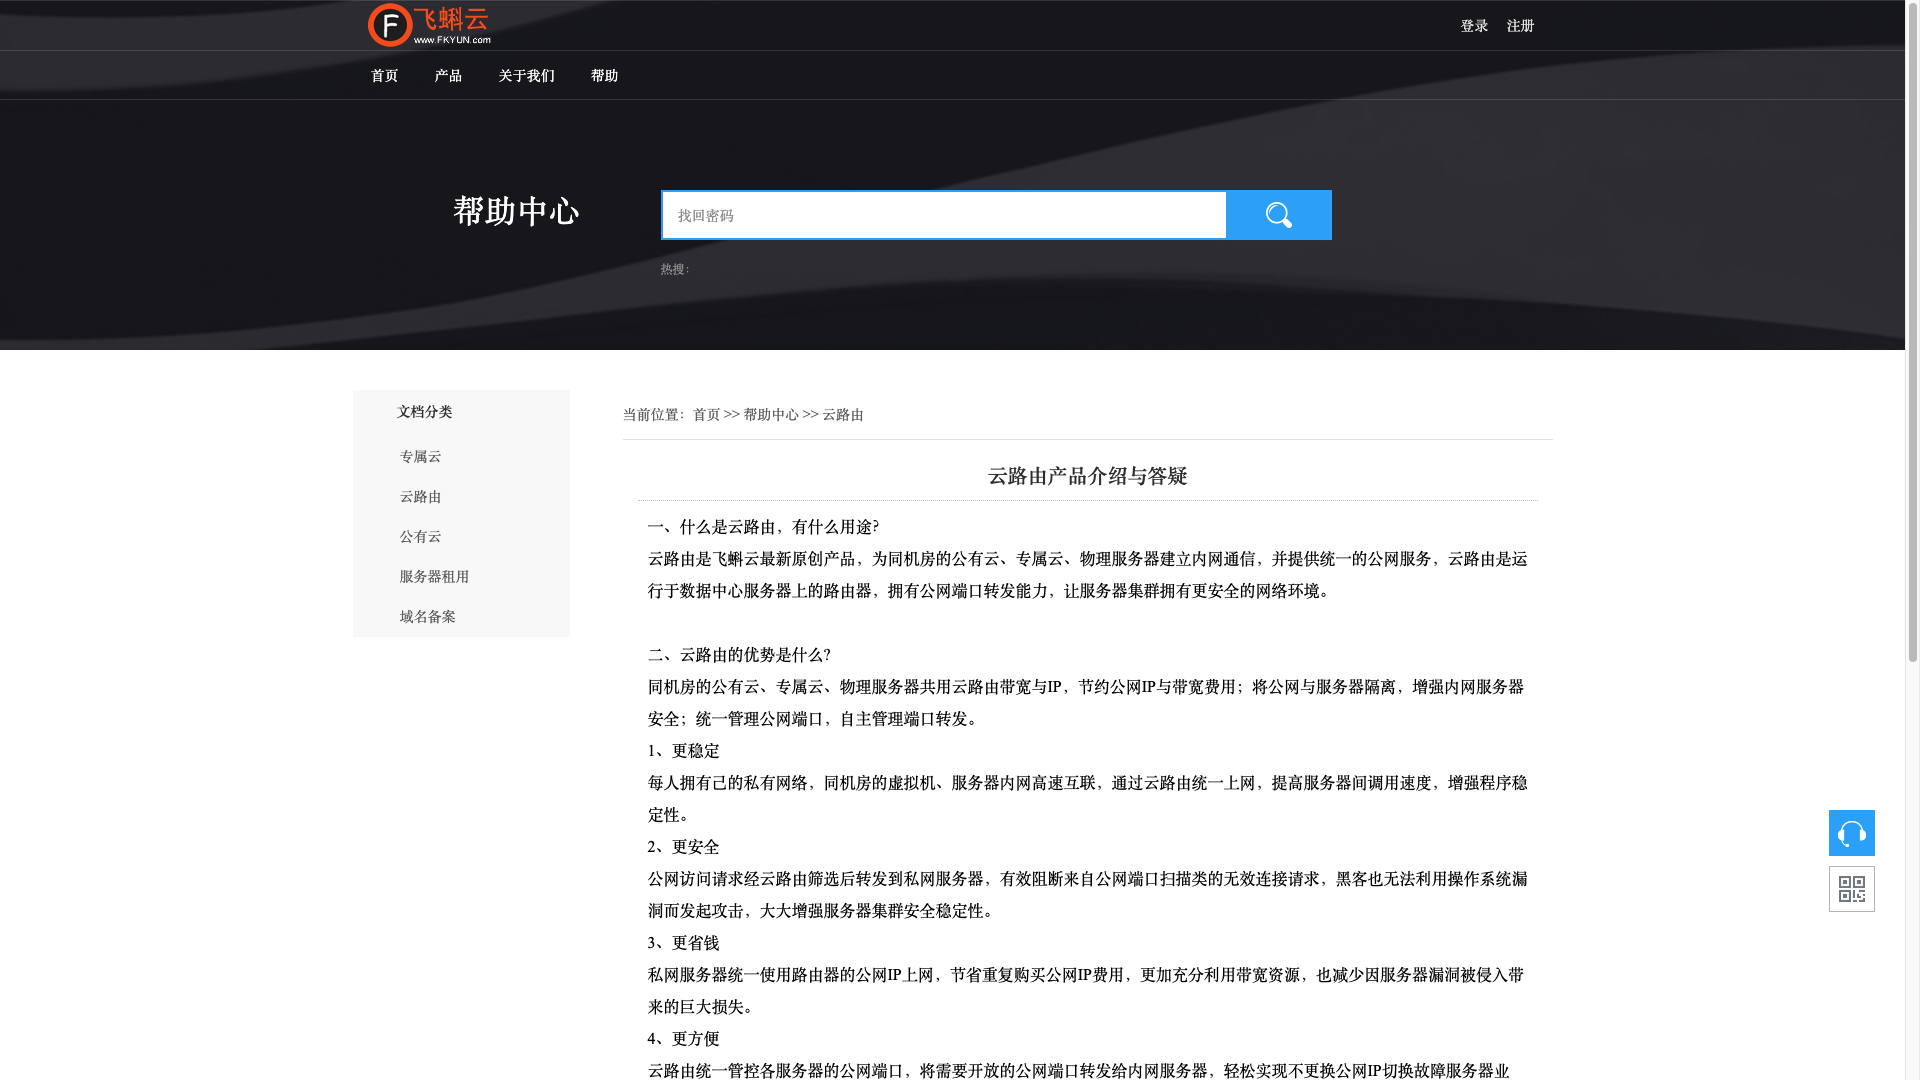 飞蝌云
www.FKYUN.com
登录 注册
首页 产品 关于我们 帮助
帮助中心
找回密码
热搜：
文档分类
专属云
云路由
公有云
服务器租用
域名备案
当前位置：首页 >> 帮助中心 >> 云路由
云路由产品介绍与答疑
一、什么是云路由，有什么用途？
云路由是飞蝌云最新原创产品，为同机房的公有云、专属云、物理服务器建立内网通信，并提供统一的公网服务，云路由是运
行于数据中心服务器上的路由器，拥有公网端口转发能力，让服务器集群拥有更安全的网络环境。
二、云路由的优势是什么？
同机房的公有云、专属云、物理服务器共用云路由带宽与IP，节约公网IP与带宽费用；将公网与服务器隔离，增强内网服务器
安全；统一管理公网端口，自主管理端口转发。
1、更稳定
每人拥有己的私有网络，同机房的虚拟机、服务器内网高速互联，通过云路由统一上网，提高服务器间调用速度，增强程序稳
定性。
2、更安全
公网访问请求经云路由筛选后转发到私网服务器，有效阻断来自公网端口扫描类的无效连接请求，黑客也无法利用操作系统漏
洞而发起攻击，大大增强服务器集群安全稳定性。
3、更省钱
私网服务器统一使用路由器的公网IP上网，节省重复购买公网IP费用，更加充分利用带宽资源，也减少因服务器漏洞被侵入带
来的巨大损失。
4、更方便
云路由统一管控各服务器的公网端口，将需要开放的公网端口转发给内网服务器，轻松实现不更换公网IP切换故障服务器业